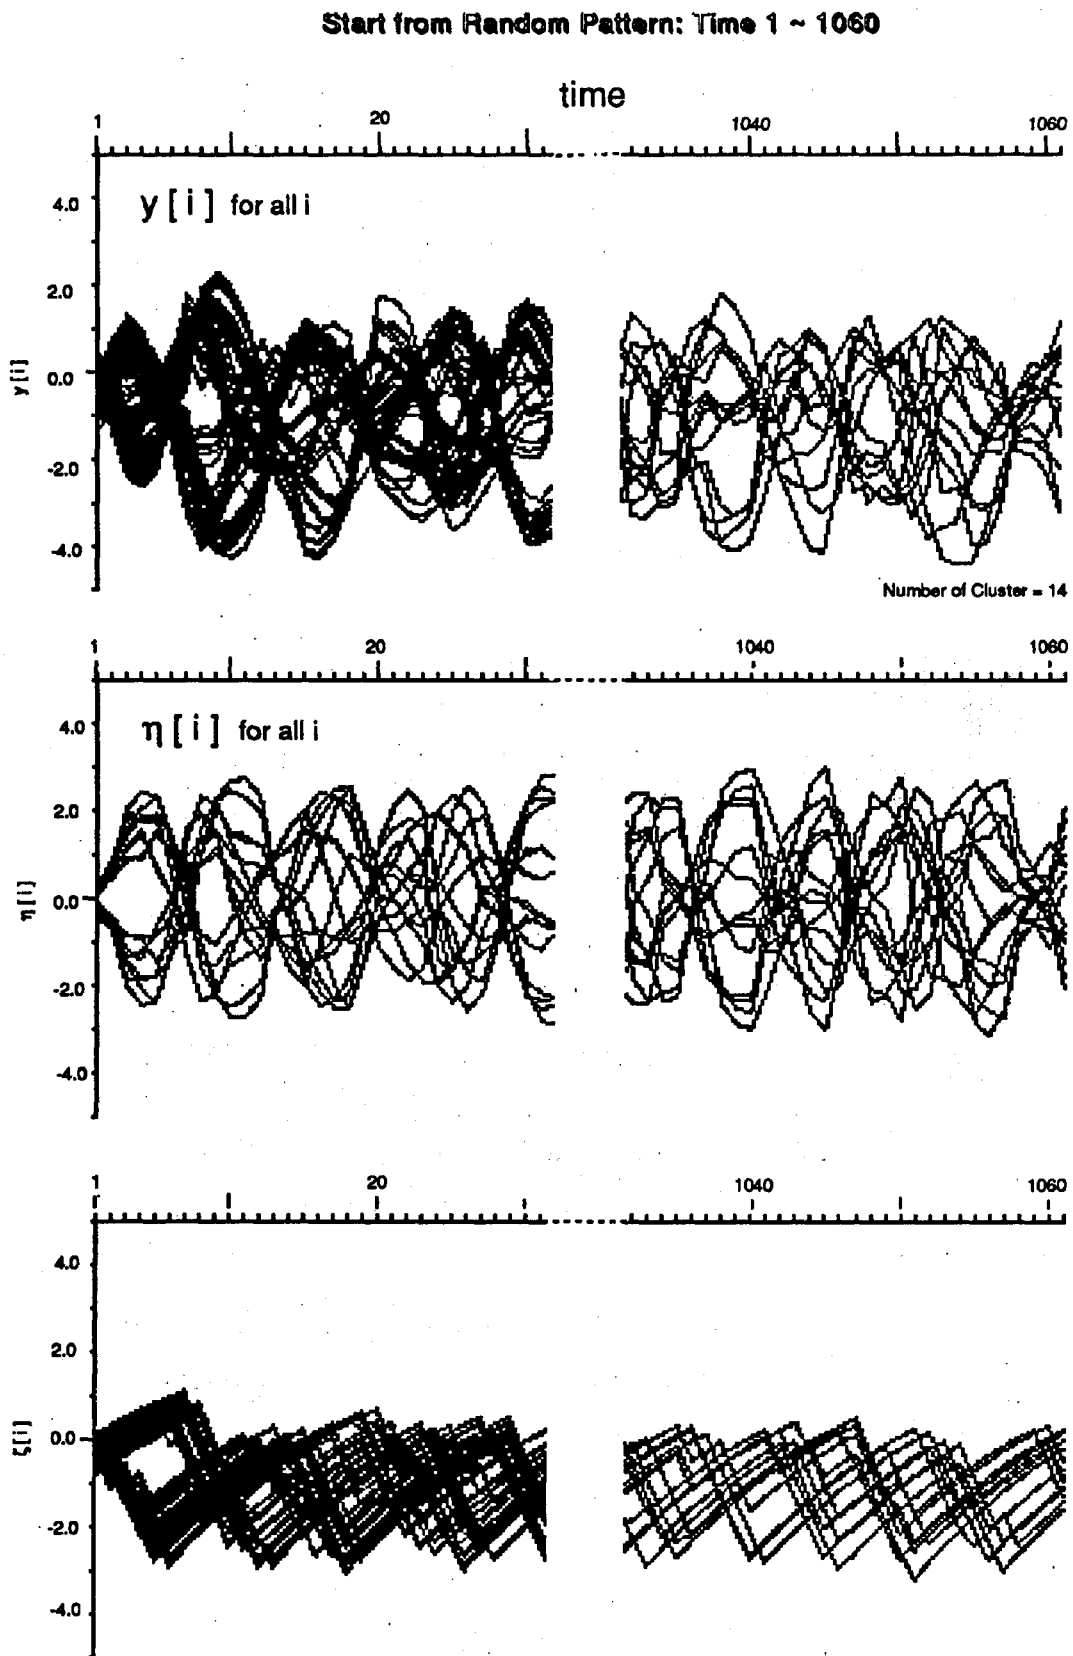 Start from Random Pattern: Time 1 ~ 1060
time
1 20 1040 1060
y [ i ] for all i
4.0
2.0
0.0
-2.0
-4.0
y[i]
Number of Cluster = 14
1 20 1040 1060
η [ i ] for all i
4.0
2.0
0.0
-2.0
-4.0
η[i]
1 20 1040 1060
4.0
2.0
0.0
-2.0
-4.0
ζ[i]